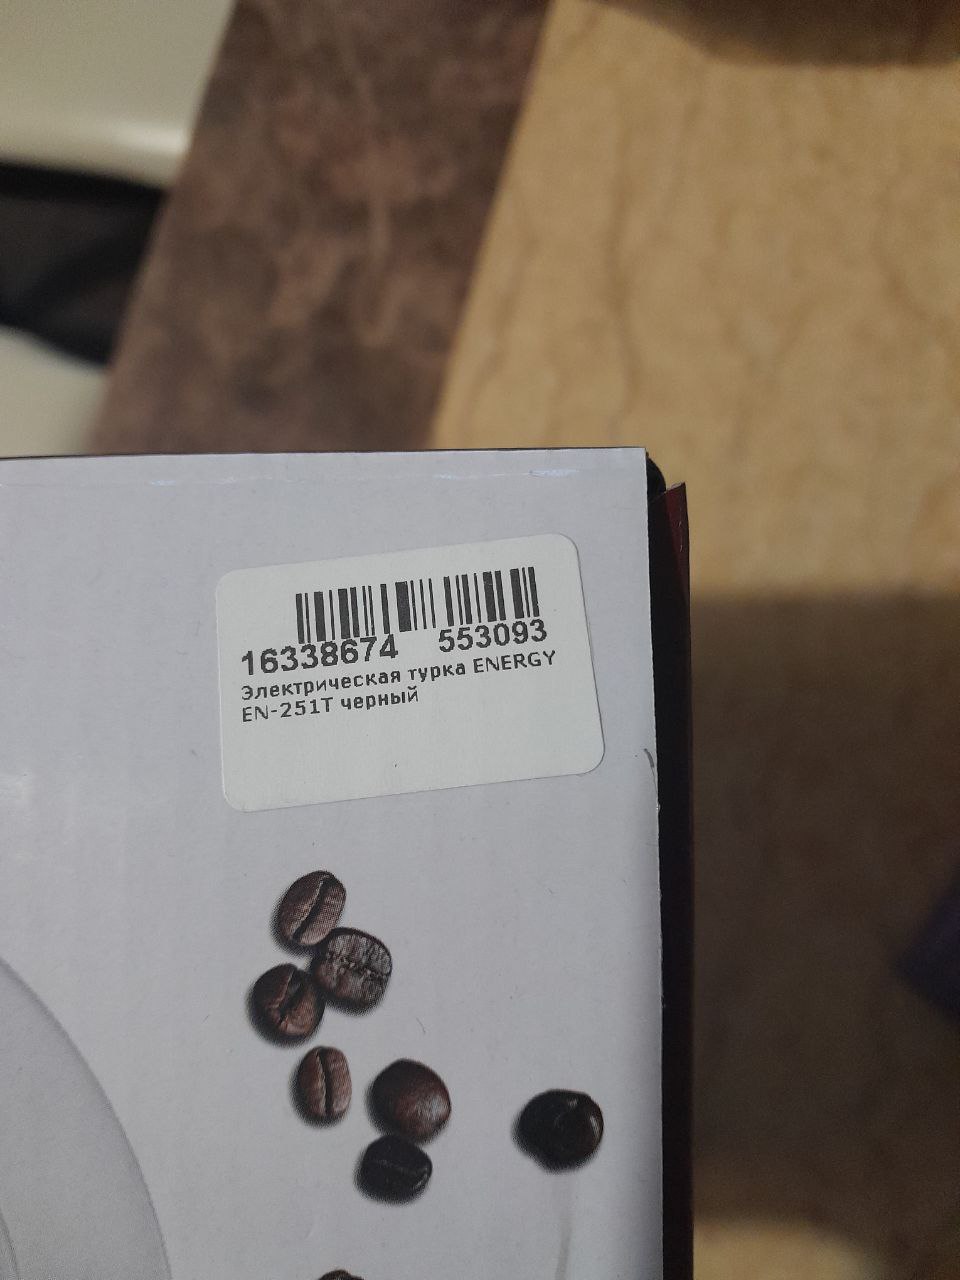 16338674 553093
Электрическая турка ENERGY
EN-251T черный